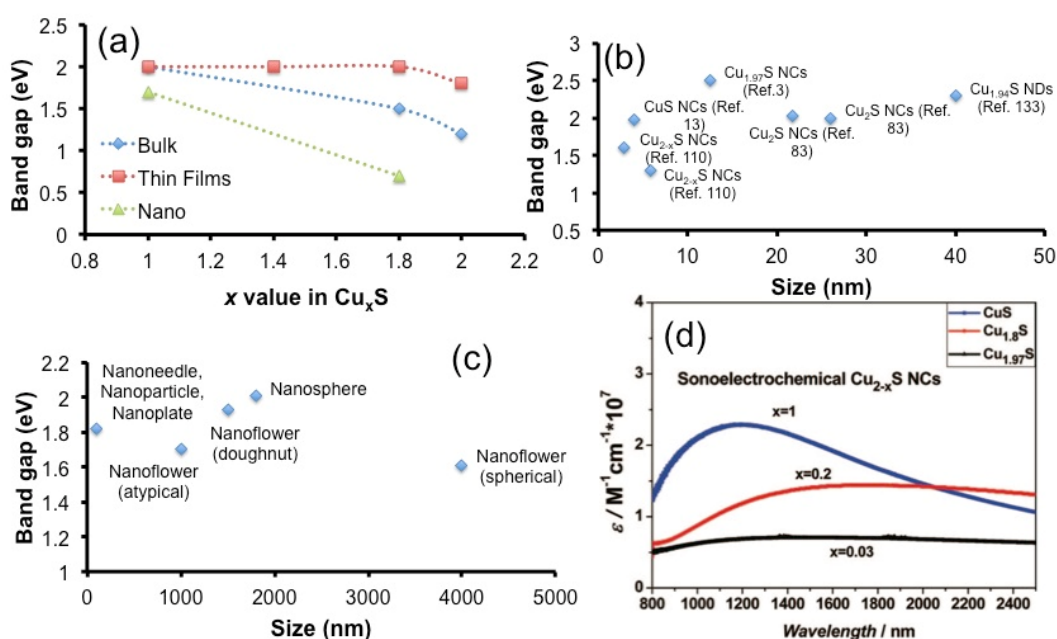 (a)
Band gap (eV)
2.5
2
1.5
1
0.5
0
Bulk
Thin Films
Nano
0.8 1 1.2 1.4 1.6 1.8 2 2.2
x value in CuxS
(b)
Band gap (eV)
3
2.5
2
1.5
1
0.5
Cu1.97S NCs
(Ref.3)
CuS NCs (Ref.
13)
Cu2-xS NCs
(Ref. 110)
Cu2-xS NCs
(Ref. 110)
Cu2S NCs (Ref.
83)
Cu2S NCs (Ref.
83)
Cu1.94S NDs
(Ref. 133)
0 10 20 30 40 50
Size (nm)
(c)
Band gap (eV)
2.2
2
1.8
1.6
1.4
1.2
1
Nanoneedle,
Nanoparticle,
Nanoplate
Nanosphere
Nanoflower
(doughnut)
Nanoflower
(atypical)
Nanoflower
(spherical)
0 1000 2000 3000 4000 5000
Size (nm)
(d)
ε / M-1cm-1*10^7
4
3
2
1
0
CuS
Cu1.8S
Cu1.97S
Sonoelectrochemical Cu2-xS NCs
x=1
x=0.2
x=0.03
800 1000 1200 1400 1600 1800 2000 2200 2400
Wavelength / nm